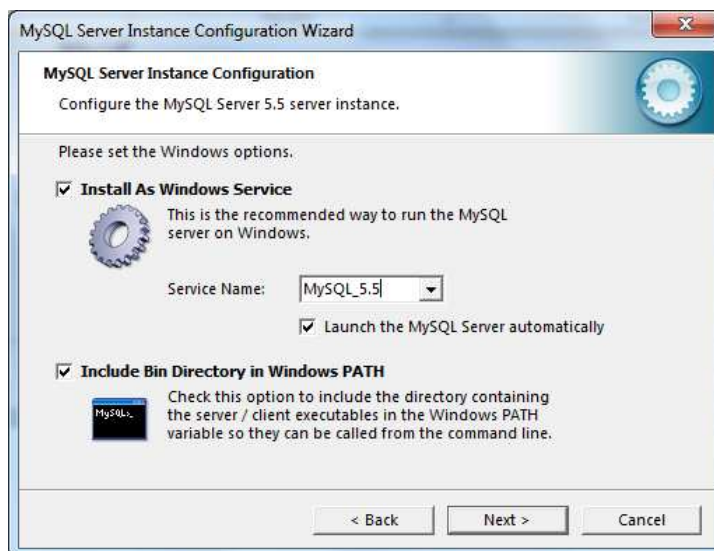 MySQL Server Instance Configuration Wizard
MySQL Server Instance Configuration
Configure the MySQL Server 5.5 server instance.
Please set the Windows options.
Install As Windows Service
This is the recommended way to run the MySQL
server on Windows.
Service Name: MySQL_5.5
Launch the MySQL Server automatically
Include Bin Directory in Windows PATH
MySQL>_
Check this option to include the directory containing
the server / client executables in the Windows PATH
variable so they can be called from the command line.
< Back Next > Cancel